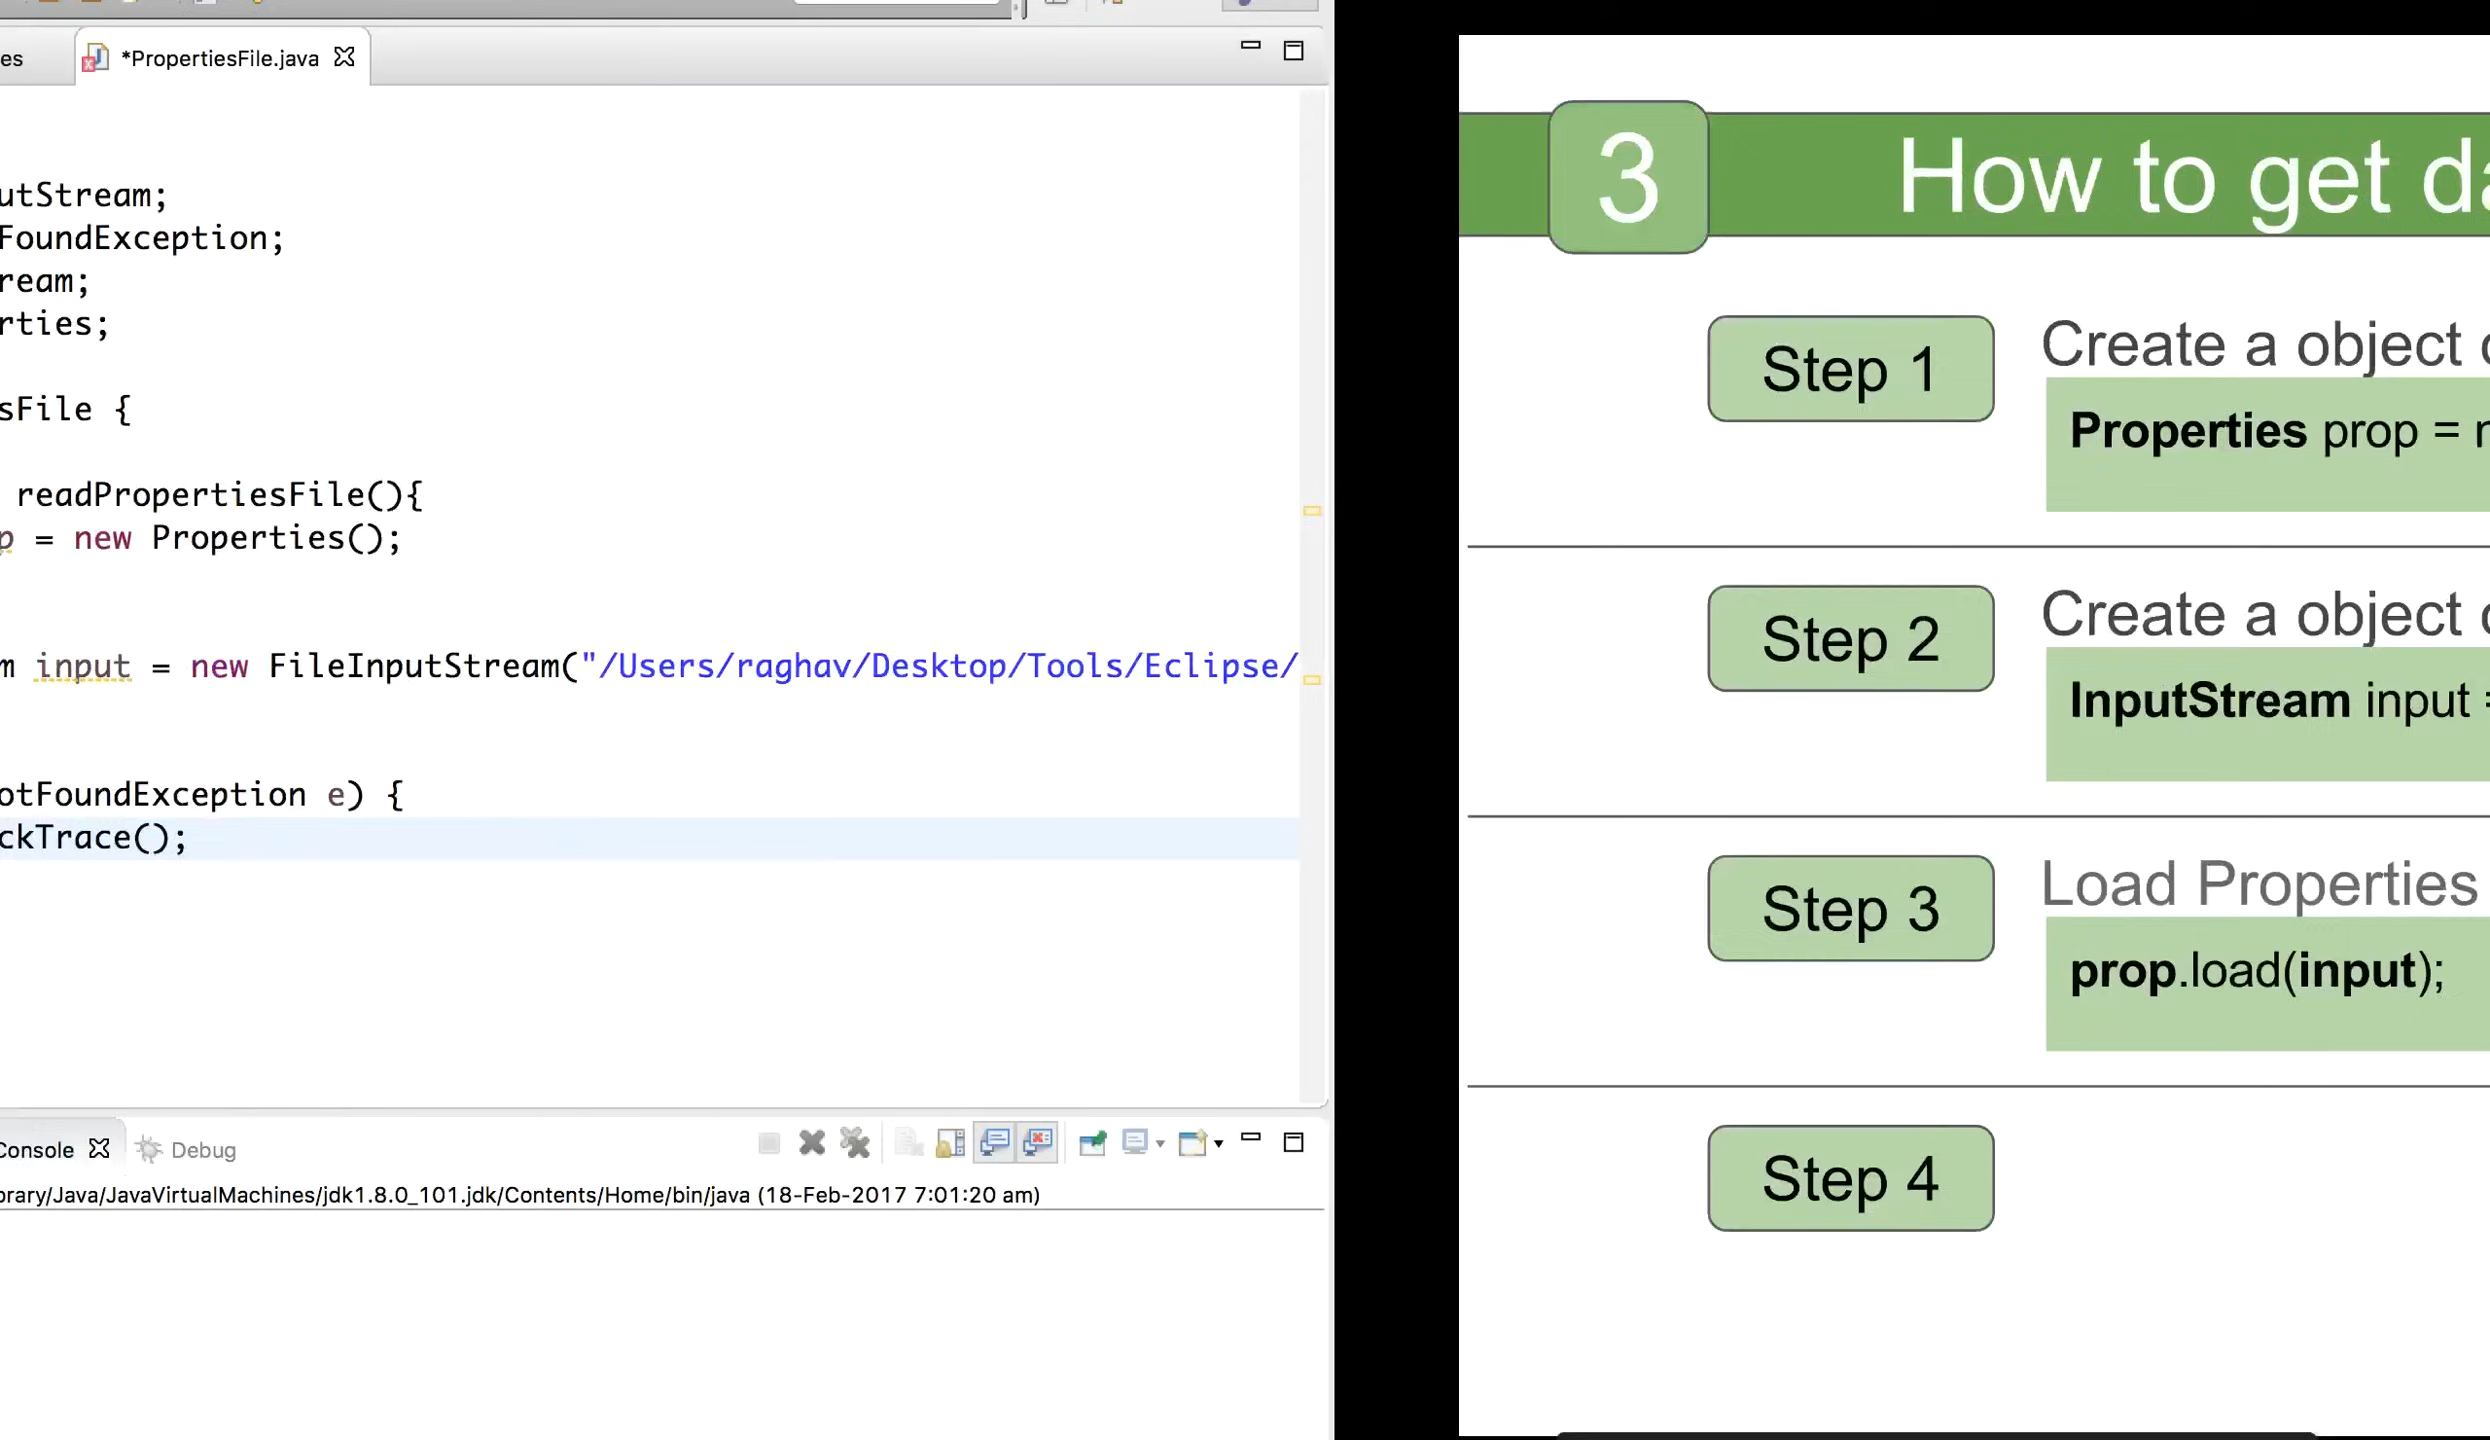 es
*PropertiesFile.java
utStream;
FoundException;
ream;
rties;
sFile {
readPropertiesFile(){
p = new Properties();
m input = new FileInputStream("/Users/raghav/Desktop/Tools/Eclipse/
otFoundException e) {
ckTrace();
Console
Debug
brary/Java/JavaVirtualMachines/jdk1.8.0_101.jdk/Contents/Home/bin/java (18-Feb-2017 7:01:20 am)
3
How to get da
Step 1
Create a object
Properties prop = n
Step 2
Create a object
InputStream input =
Step 3
Load Properties
prop.load(input);
Step 4